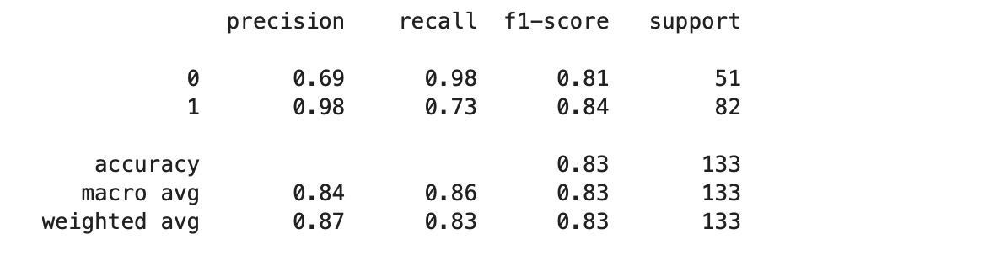 precision recall f1-score support
0 0.69 0.98 0.81 51
1 0.98 0.73 0.84 82
accuracy 0.83 133
macro avg 0.84 0.86 0.83 133
weighted avg 0.87 0.83 0.83 133